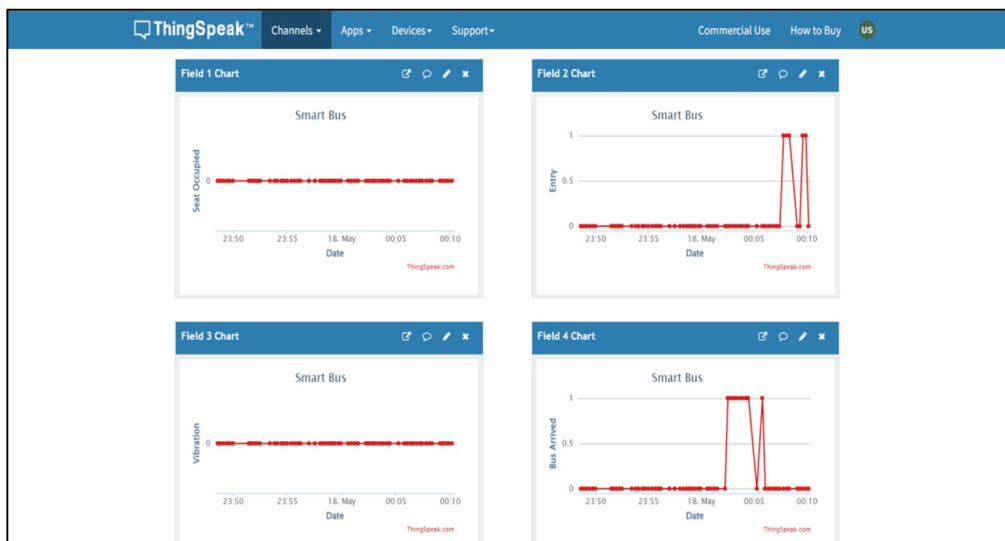 ThingSpeak™ Channels Apps Devices Support Commercial Use How to Buy US
Field 1 Chart
Smart Bus
Seat Occupied
0
23:50 23:55 18. May 00:05 00:10
Date
ThingSpeak.com
Field 2 Chart
Smart Bus
Entry
1
0.5
0
23:50 23:55 18. May 00:05 00:10
Date
ThingSpeak.com
Field 3 Chart
Smart Bus
Vibration
0
23:50 23:55 18. May 00:05 00:10
Date
ThingSpeak.com
Field 4 Chart
Smart Bus
Bus Arrived
1
0.5
0
23:50 23:55 18. May 00:05 00:10
Date
ThingSpeak.com